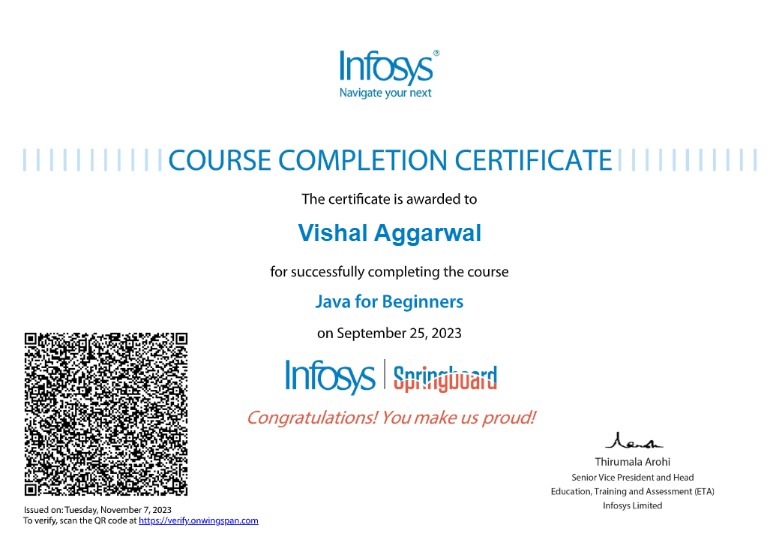 Infosys®
Navigate your next
COURSE COMPLETION CERTIFICATE
The certificate is awarded to
Vishal Aggarwal
for successfully completing the course
Java for Beginners
on September 25, 2023
Infosys | Springboard
Congratulations! You make us proud!
Thirumala Arohi
Senior Vice President and Head
Education, Training and Assessment (ETA)
Infosys Limited
Issued on: Tuesday, November 7, 2023
To verify, scan the QR code at https://verify.onwingspan.com